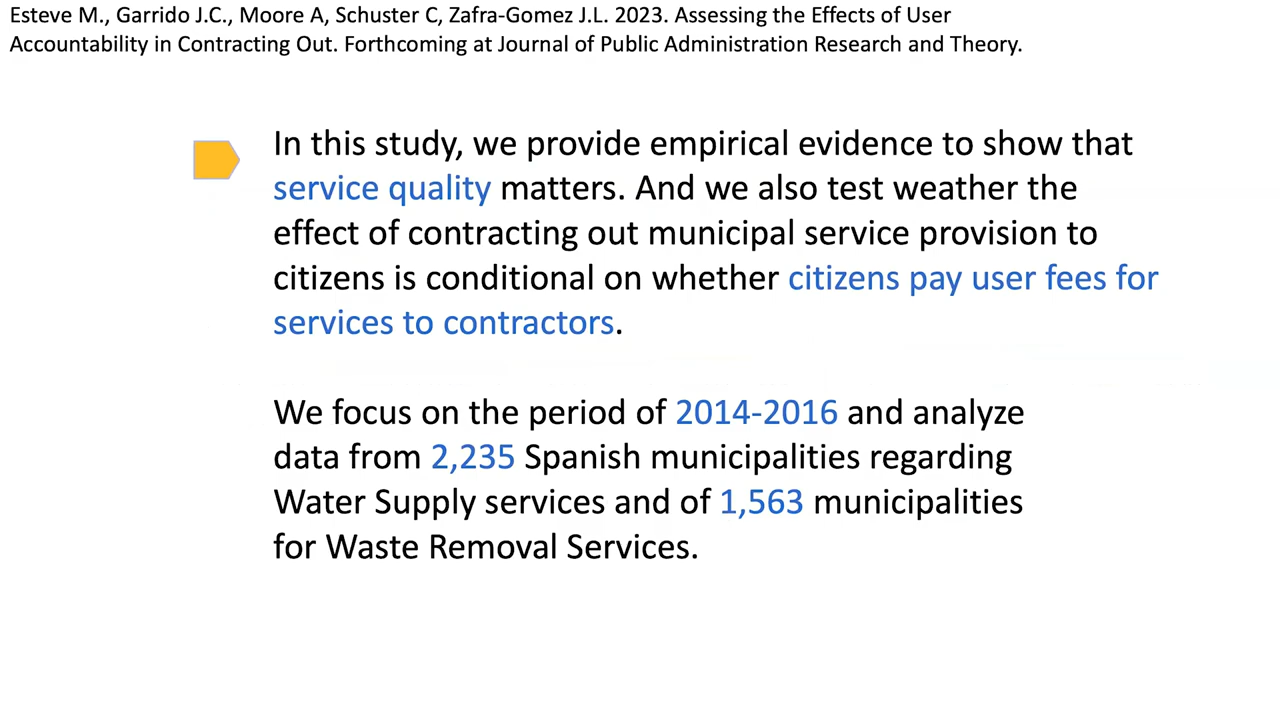 Esteve M., Garrido J.C., Moore A, Schuster C, Zafra-Gomez J.L. 2023. Assessing the Effects of User
Accountability in Contracting Out. Forthcoming at Journal of Public Administration Research and Theory.
In this study, we provide empirical evidence to show that
service quality matters. And we also test weather the
effect of contracting out municipal service provision to
citizens is conditional on whether citizens pay user fees for
services to contractors.
We focus on the period of 2014-2016 and analyze
data from 2,235 Spanish municipalities regarding
Water Supply services and of 1,563 municipalities
for Waste Removal Services.